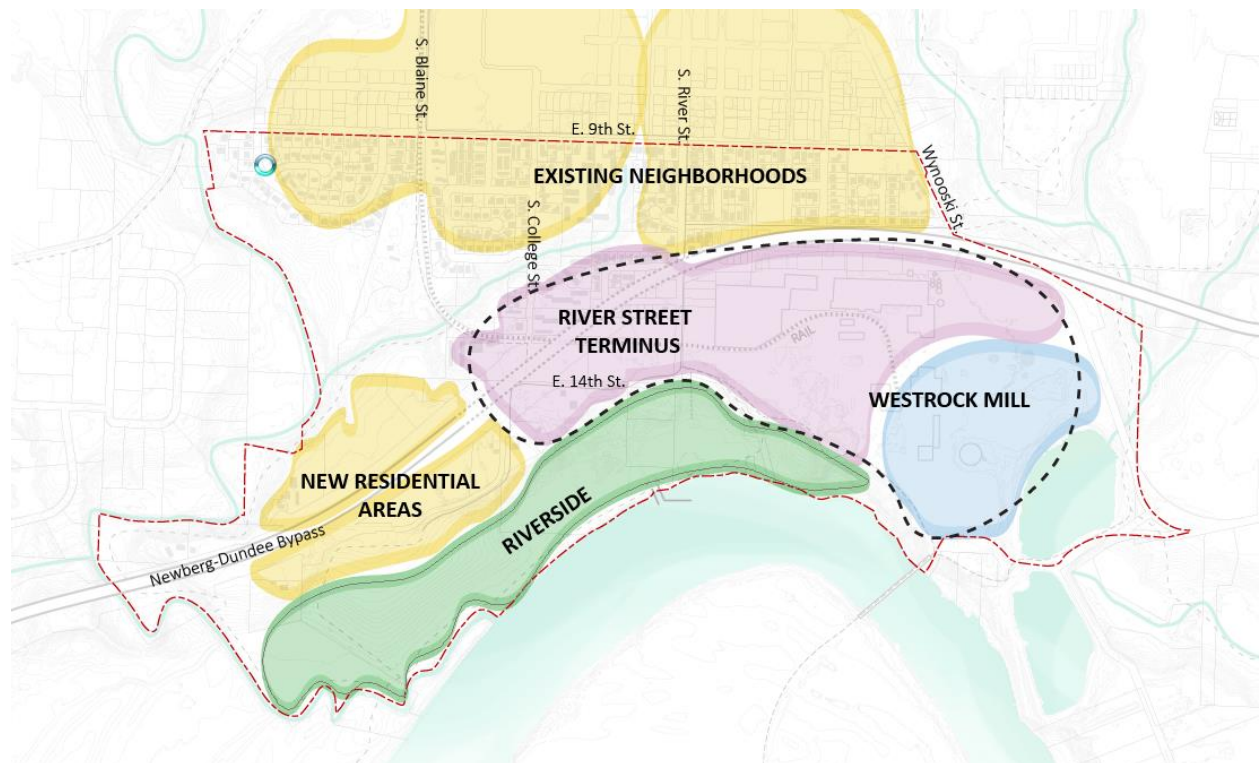 S. Blaine St.
S. River St.
E. 9th St.
Wynooski St.
EXISTING NEIGHBORHOODS
S. College St.
RIVER STREET
TERMINUS
RAIL
E. 14th St.
WESTROCK MILL
NEW RESIDENTIAL
AREAS
RIVERSIDE
Newberg-Dundee Bypass